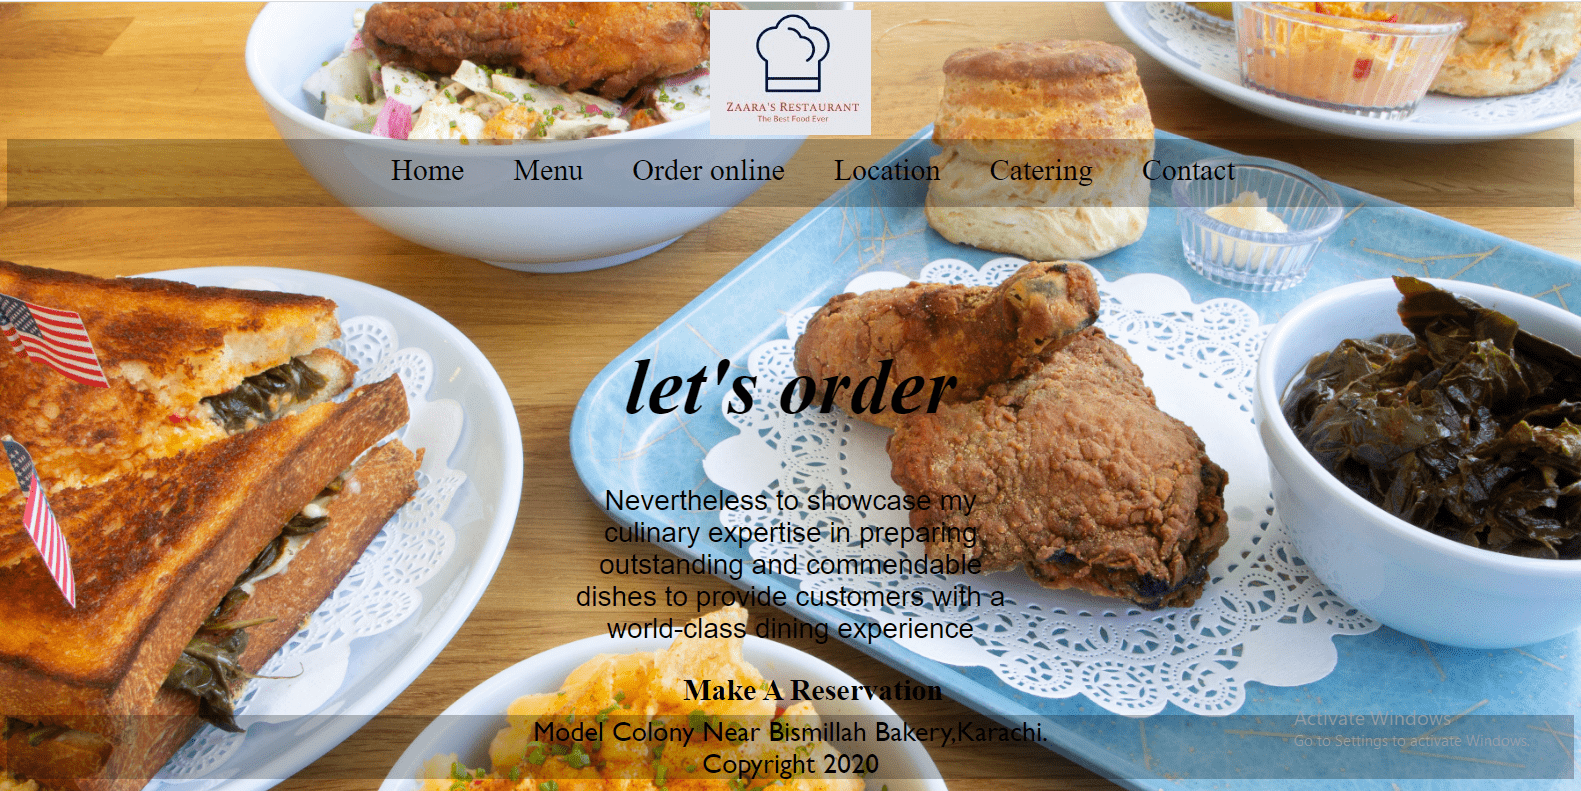 ZAARA'S RESTAURANT
The Best Food Ever
Home Menu Order online Location Catering Contact
let's order
Nevertheless to showcase my
culinary expertise in preparing
outstanding and commendable
dishes to provide customers with a
world-class dining experience
Make A Reservation
Model Colony Near Bismillah Bakery,Karachi.
Copyright 2020
Activate Windows
Go to Settings to activate Windows.